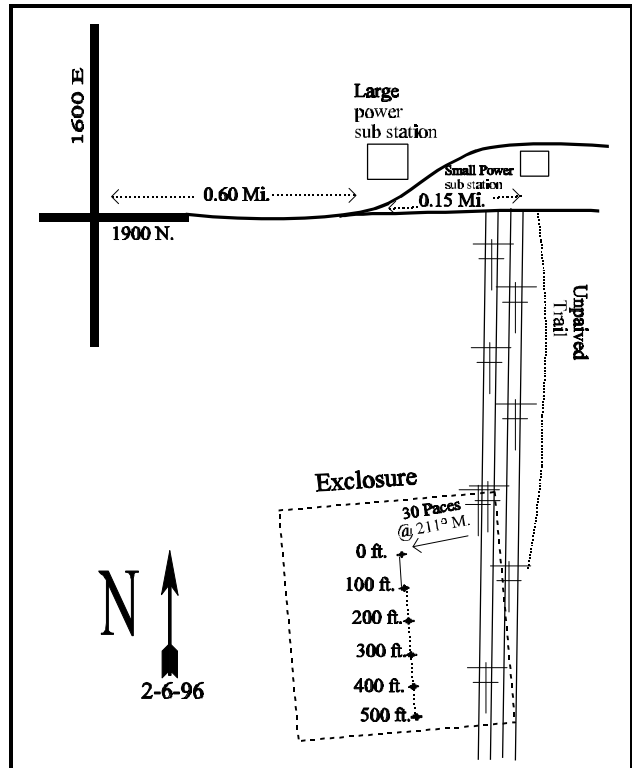 1600 E
Large
power
sub station
Small Power
sub station
0.60 Mi.
0.15 Mi.
1900 N.
Unpaived
Trail
Exclosure
30 Paces
@ 211° M.
0 ft.
100 ft.
200 ft.
300 ft.
400 ft.
500 ft.
N
2-6-96